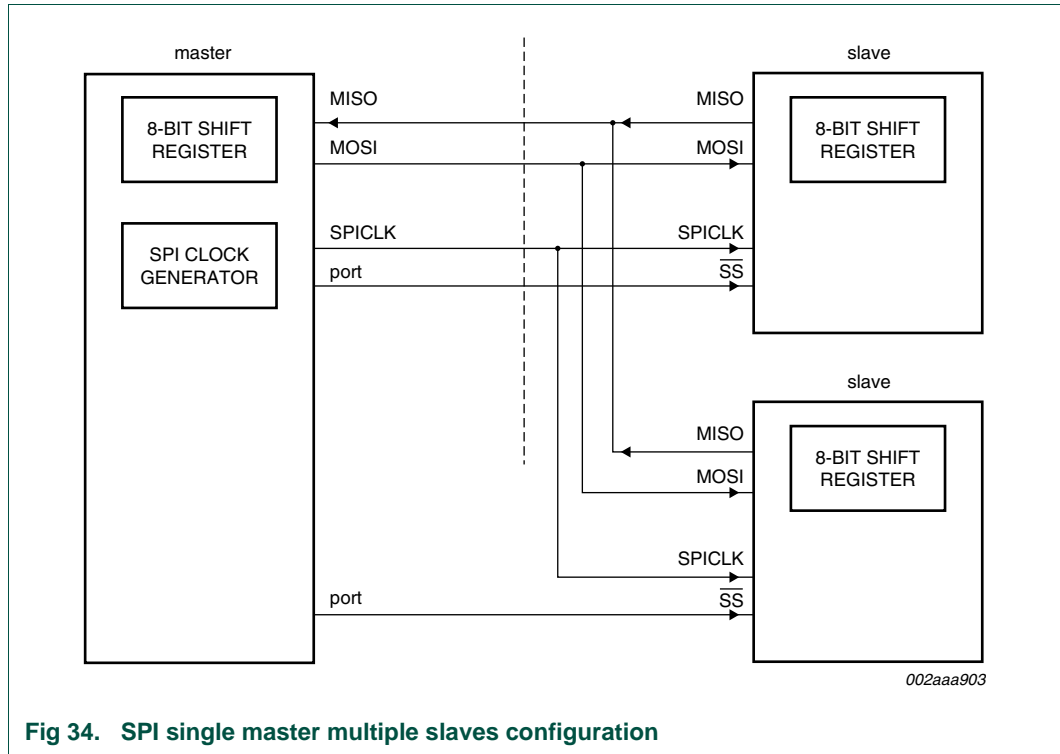 master
slave
8-BIT SHIFT
REGISTER
MISO
MISO
8-BIT SHIFT
REGISTER
MOSI
MOSI
SPI CLOCK
GENERATOR
SPICLK
SPICLK
port
S̅S̅
slave
MISO
8-BIT SHIFT
REGISTER
MOSI
SPICLK
port
S̅S̅
002aaa903
Fig 34. SPI single master multiple slaves configuration